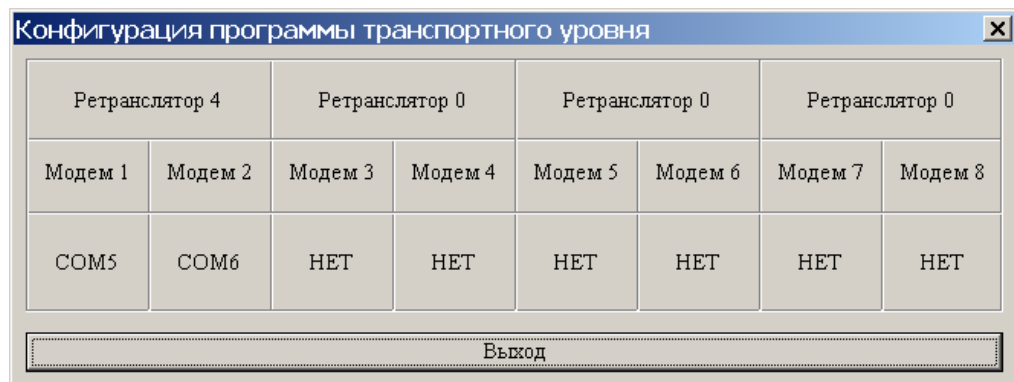 Конфигурация программы транспортного уровня
Ретранслятор 4 Ретранслятор 0 Ретранслятор 0 Ретранслятор 0
Модем 1 Модем 2 Модем 3 Модем 4 Модем 5 Модем 6 Модем 7 Модем 8
COM5 COM6 НЕТ НЕТ НЕТ НЕТ НЕТ НЕТ
Выход